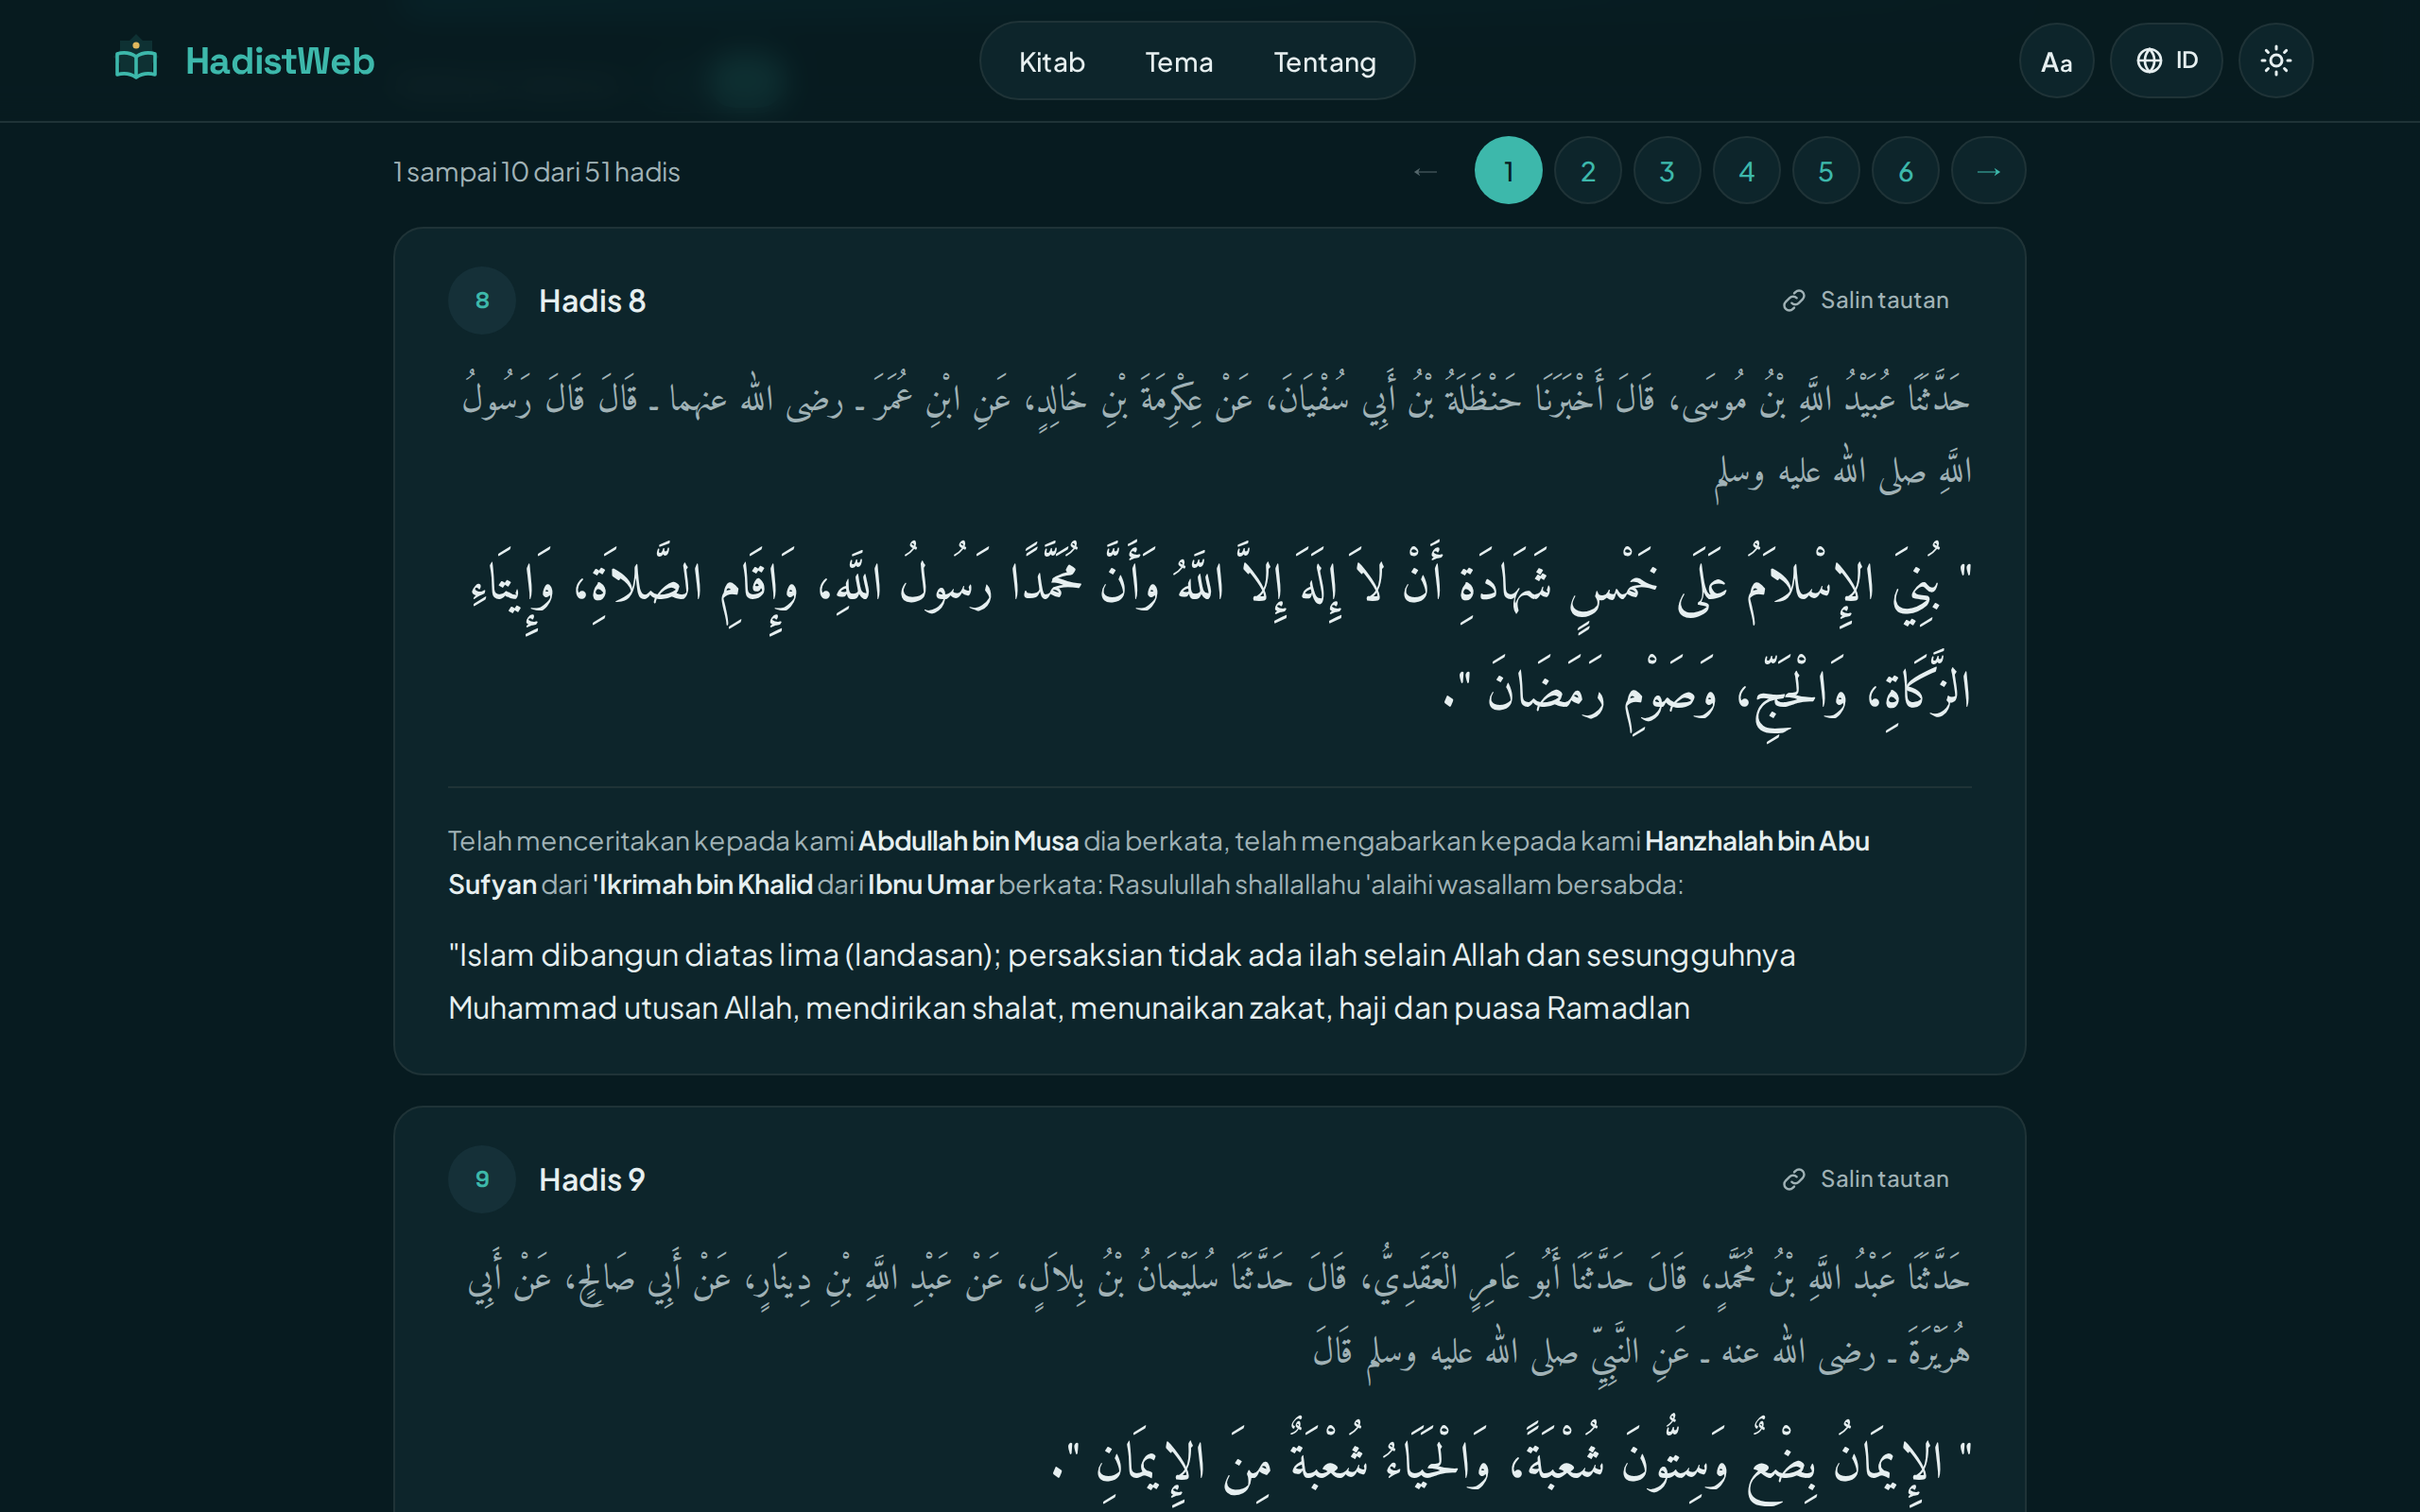 HadistWeb
Kitab Tema Tentang
Aa ID
1 sampai 10 dari 51 hadis
← 1 2 3 4 5 6 →
8 Hadis 8 Salin tautan
حَدَّثَنَا عُبَيْدُ اللَّهِ بْنُ مُوسَى، قَالَ أَخْبَرَنَا حَنْظَلَةُ بْنُ أَبِي سُفْيَانَ، عَنْ عِكْرِمَةَ بْنِ خَالِدٍ، عَنِ ابْنِ عُمَرَ ـ رضى الله عنهما ـ قَالَ قَالَ رَسُولُ
اللَّهِ صلى الله عليه وسلم
" بُنِيَ الإِسْلاَمُ عَلَى خَمْسٍ شَهَادَةِ أَنْ لاَ إِلَهَ إِلاَّ اللَّهُ وَأَنَّ مُحَمَّدًا رَسُولُ اللَّهِ، وَإِقَامِ الصَّلاَةِ، وَإِيتَاءِ
الزَّكَاةِ، وَالْحَجِّ، وَصَوْمِ رَمَضَانَ ".
Telah menceritakan kepada kami Abdullah bin Musa dia berkata, telah mengabarkan kepada kami Hanzhalah bin Abu
Sufyan dari 'Ikrimah bin Khalid dari Ibnu Umar berkata: Rasulullah shallallahu 'alaihi wasallam bersabda:
"Islam dibangun diatas lima (landasan); persaksian tidak ada ilah selain Allah dan sesungguhnya
Muhammad utusan Allah, mendirikan shalat, menunaikan zakat, haji dan puasa Ramadlan
9 Hadis 9 Salin tautan
حَدَّثَنَا عَبْدُ اللَّهِ بْنُ مُحَمَّدٍ، قَالَ حَدَّثَنَا أَبُو عَامِرٍ الْعَقَدِيُّ، قَالَ حَدَّثَنَا سُلَيْمَانُ بْنُ بِلاَلٍ، عَنْ عَبْدِ اللَّهِ بْنِ دِينَارٍ، عَنْ أَبِي صَالِحٍ، عَنْ أَبِي
هُرَيْرَةَ ـ رضى الله عنه ـ عَنِ النَّبِيِّ صلى الله عليه وسلم قَالَ
" الإِيمَانُ بِضْعٌ وَسِتُّونَ شُعْبَةً، وَالْحَيَاءُ شُعْبَةٌ مِنَ الإِيمَانِ ".